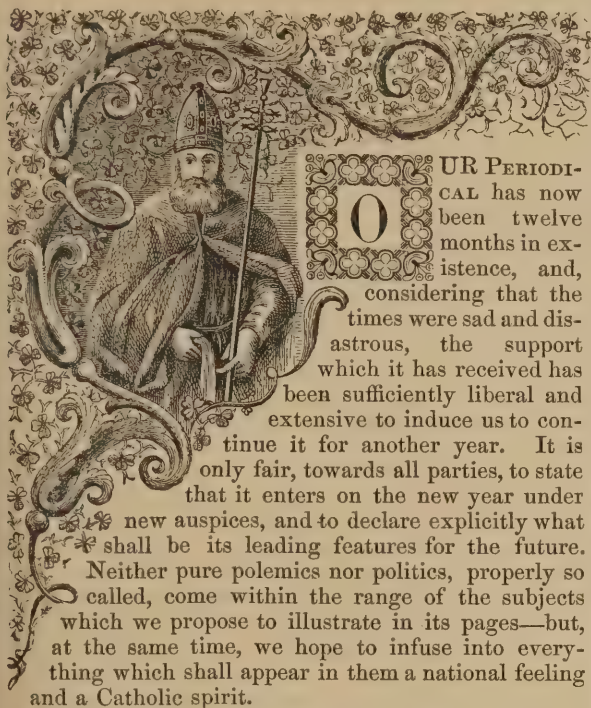 OUR PERIODI-
CAL has now
been twelve
months in ex-
istence, and,
considering that the
times were sad and dis-
astrous, the support
which it has received has
been sufficiently liberal and
extensive to induce us to con-
tinue it for another year. It is
only fair, towards all parties, to state
that it enters on the new year under
new auspices, and to declare explicitly what
shall be its leading features for the future.
Neither pure polemics nor politics, properly so
called, come within the range of the subjects
which we propose to illustrate in its pages—but,
at the same time, we hope to infuse into every-
thing which shall appear in them a national feeling
and a Catholic spirit.